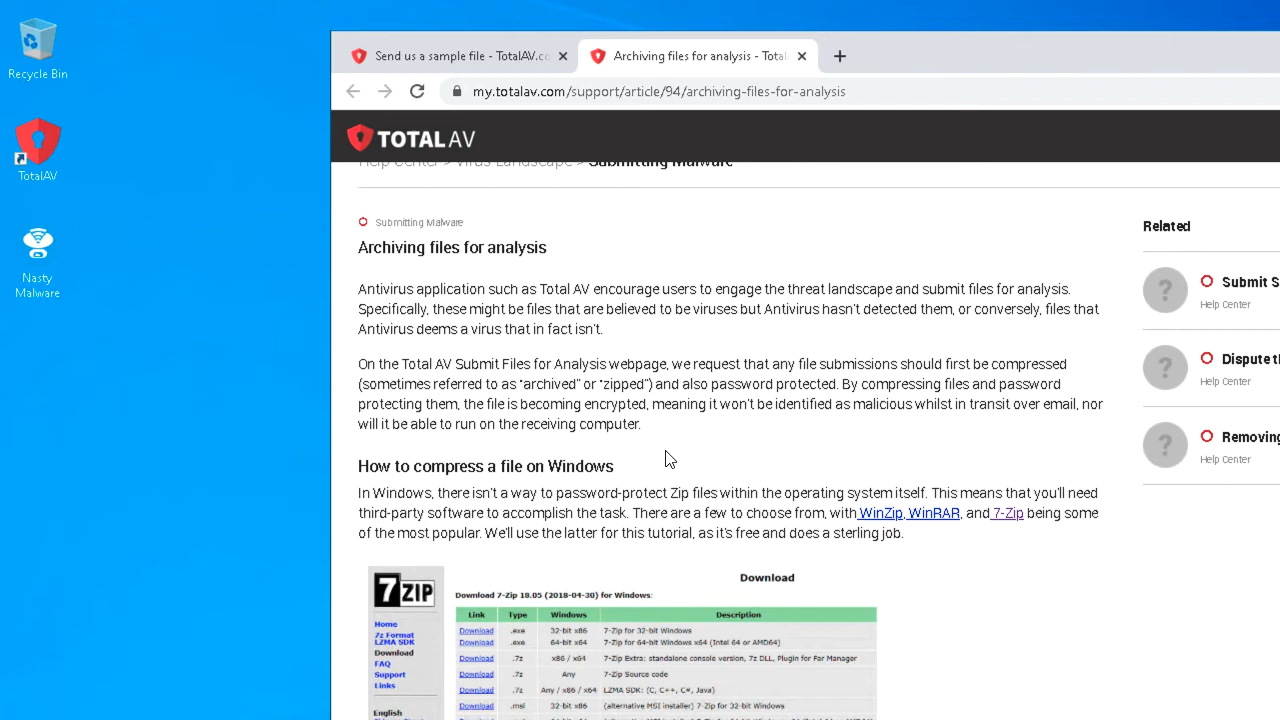 Recycle Bin
TotalAV
Nasty
Malware
Send us a sample file - TotalAV.co
Archiving files for analysis - Total
my.totalav.com/support/article/94/archiving-files-for-analysis
TOTAL AV
Help Center > Virus Landscape > Submitting Malware
Submitting Malware
Archiving files for analysis
Antivirus application such as Total AV encourage users to engage the threat landscape and submit files for analysis.
Specifically, these might be files that are believed to be viruses but Antivirus hasn't detected them, or conversely, files that
Antivirus deems a virus that in fact isn't.
On the Total AV Submit Files for Analysis webpage, we request that any file submissions should first be compressed
(sometimes referred to as "archived" or "zipped") and also password protected. By compressing files and password
protecting them, the file is becoming encrypted, meaning it won't be identified as malicious whilst in transit over email, nor
will it be able to run on the receiving computer.
How to compress a file on Windows
In Windows, there isn't a way to password-protect Zip files within the operating system itself. This means that you'll need
third-party software to accomplish the task. There are a few to choose from, with WinZip, WinRAR, and 7-Zip being some
of the most popular. We'll use the latter for this tutorial, as it's free and does a sterling job.
Related
Submit S
Help Center
Dispute t
Help Center
Removing
Help Center
7ZIP
Home
7z Format
LZMA SDK
Download
FAQ
Support
Links
English
Download
Download 7-Zip 18.05 (2018-04-30) for Windows:
Link Type Windows Description
Download .exe 32-bit x86 7-Zip for 32-bit Windows
Download .exe 64-bit x64 7-Zip for 64-bit Windows x64 (Intel 64 or AMD64)
Download .7z x86 / x64 7-Zip Extra: standalone console version, 7z DLL, Plugin for Far Manager
Download .7z Any 7-Zip Source code
Download .7z Any / x86 / x64 LZMA SDK: (C, C++, C#, Java)
Download .msi 32-bit x86 (alternative MSI installer) 7-Zip for 32-bit Windows